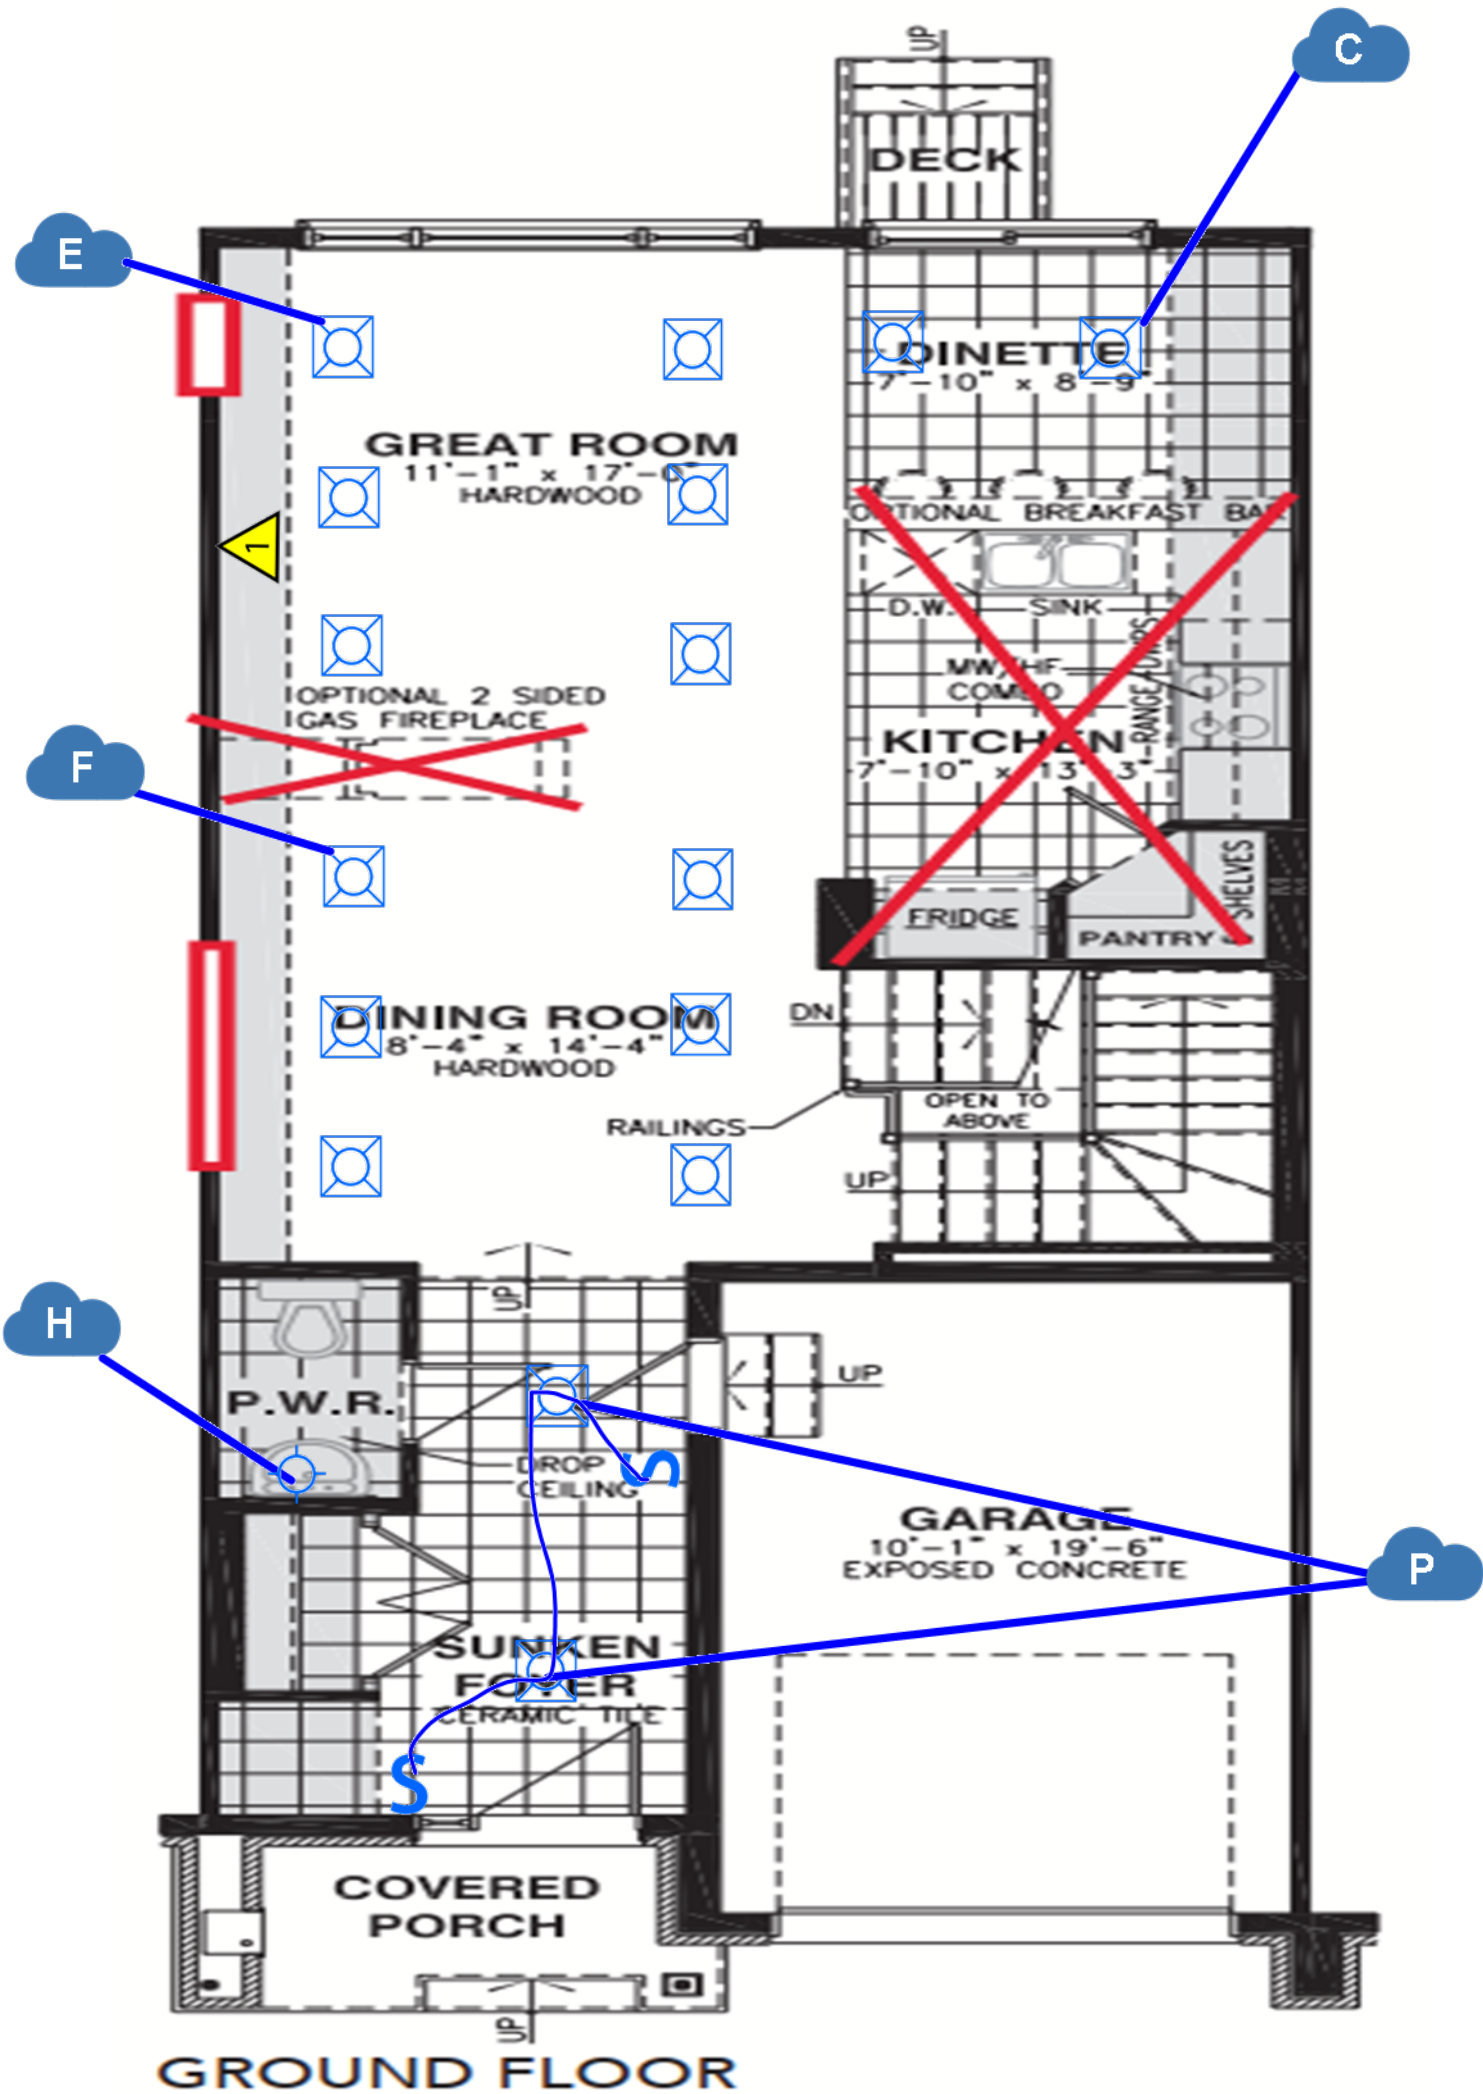 UP
C
DECK
E
DINETTE
7'-10" x 8'-9"
GREAT ROOM
11'-1" x 17'-0"
HARDWOOD
OPTIONAL BREAKFAST BAR
1
D.W.
SINK
MW/HF
COMBO
RANGE
OPTIONAL 2 SIDED
GAS FIREPLACE
KITCHEN
7'-10" x 13'-3"
F
SHELVES
FRIDGE
PANTRY
DN
DINING ROOM
8'-4" x 14'-4"
HARDWOOD
OPEN TO
ABOVE
RAILINGS
UP
UP
H
UP
P.W.R.
DROP
CEILING
S
GARAGE
10'-1" x 19'-6"
EXPOSED CONCRETE
P
SUNKEN
FOYER
CERAMIC TILE
S
COVERED
PORCH
UP
GROUND FLOOR